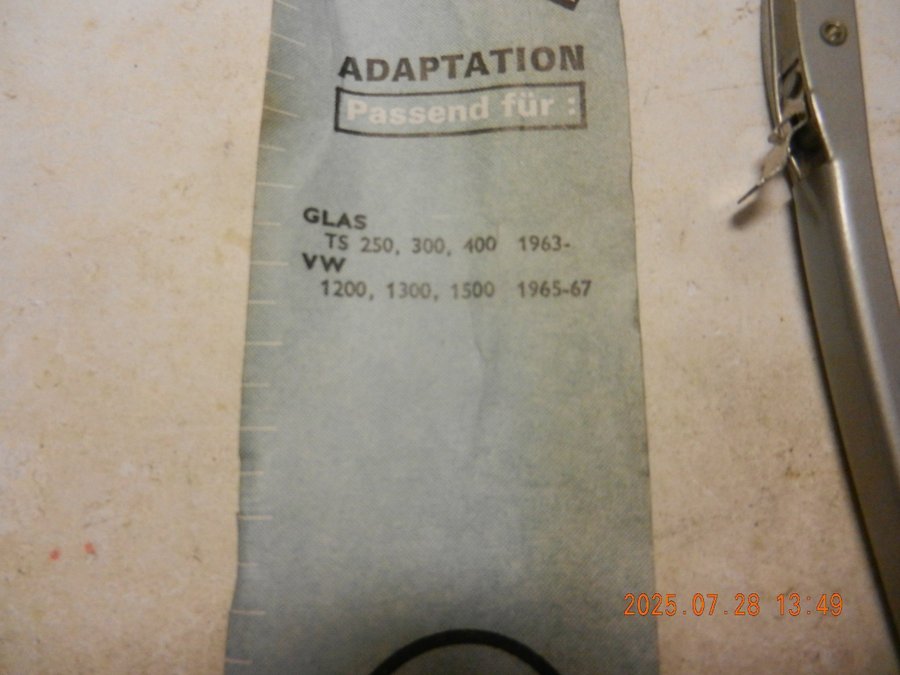 ADAPTATION
Passend für :
GLAS
TS 250, 300, 400 1963-
VW
1200, 1300, 1500 1965-67
2025.07.28 13:49